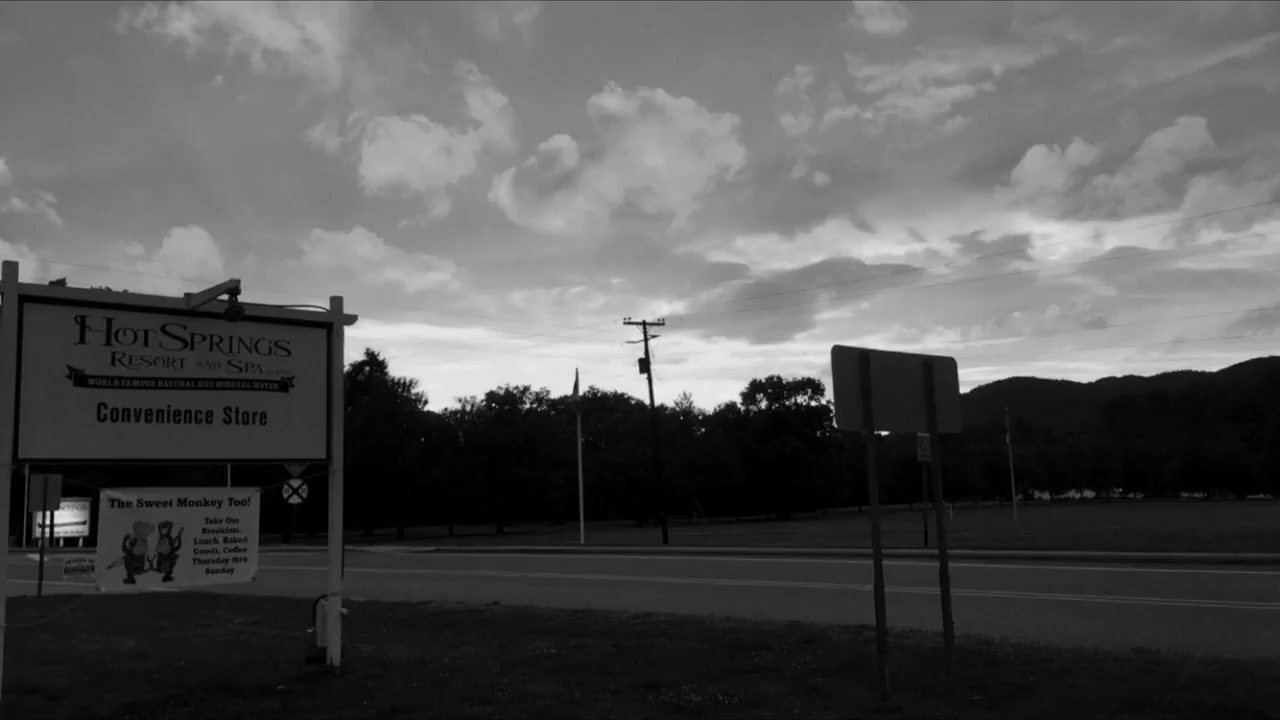 HOT SPRINGS
RESORT AND SPA
WORLD FAMOUS NATURAL HOT MINERAL WATER
Convenience Store
The Sweet Monkey Too!
Take Out
Breakfast,
Lunch, Baked
Goods, Coffee
Thursday thru
Sunday